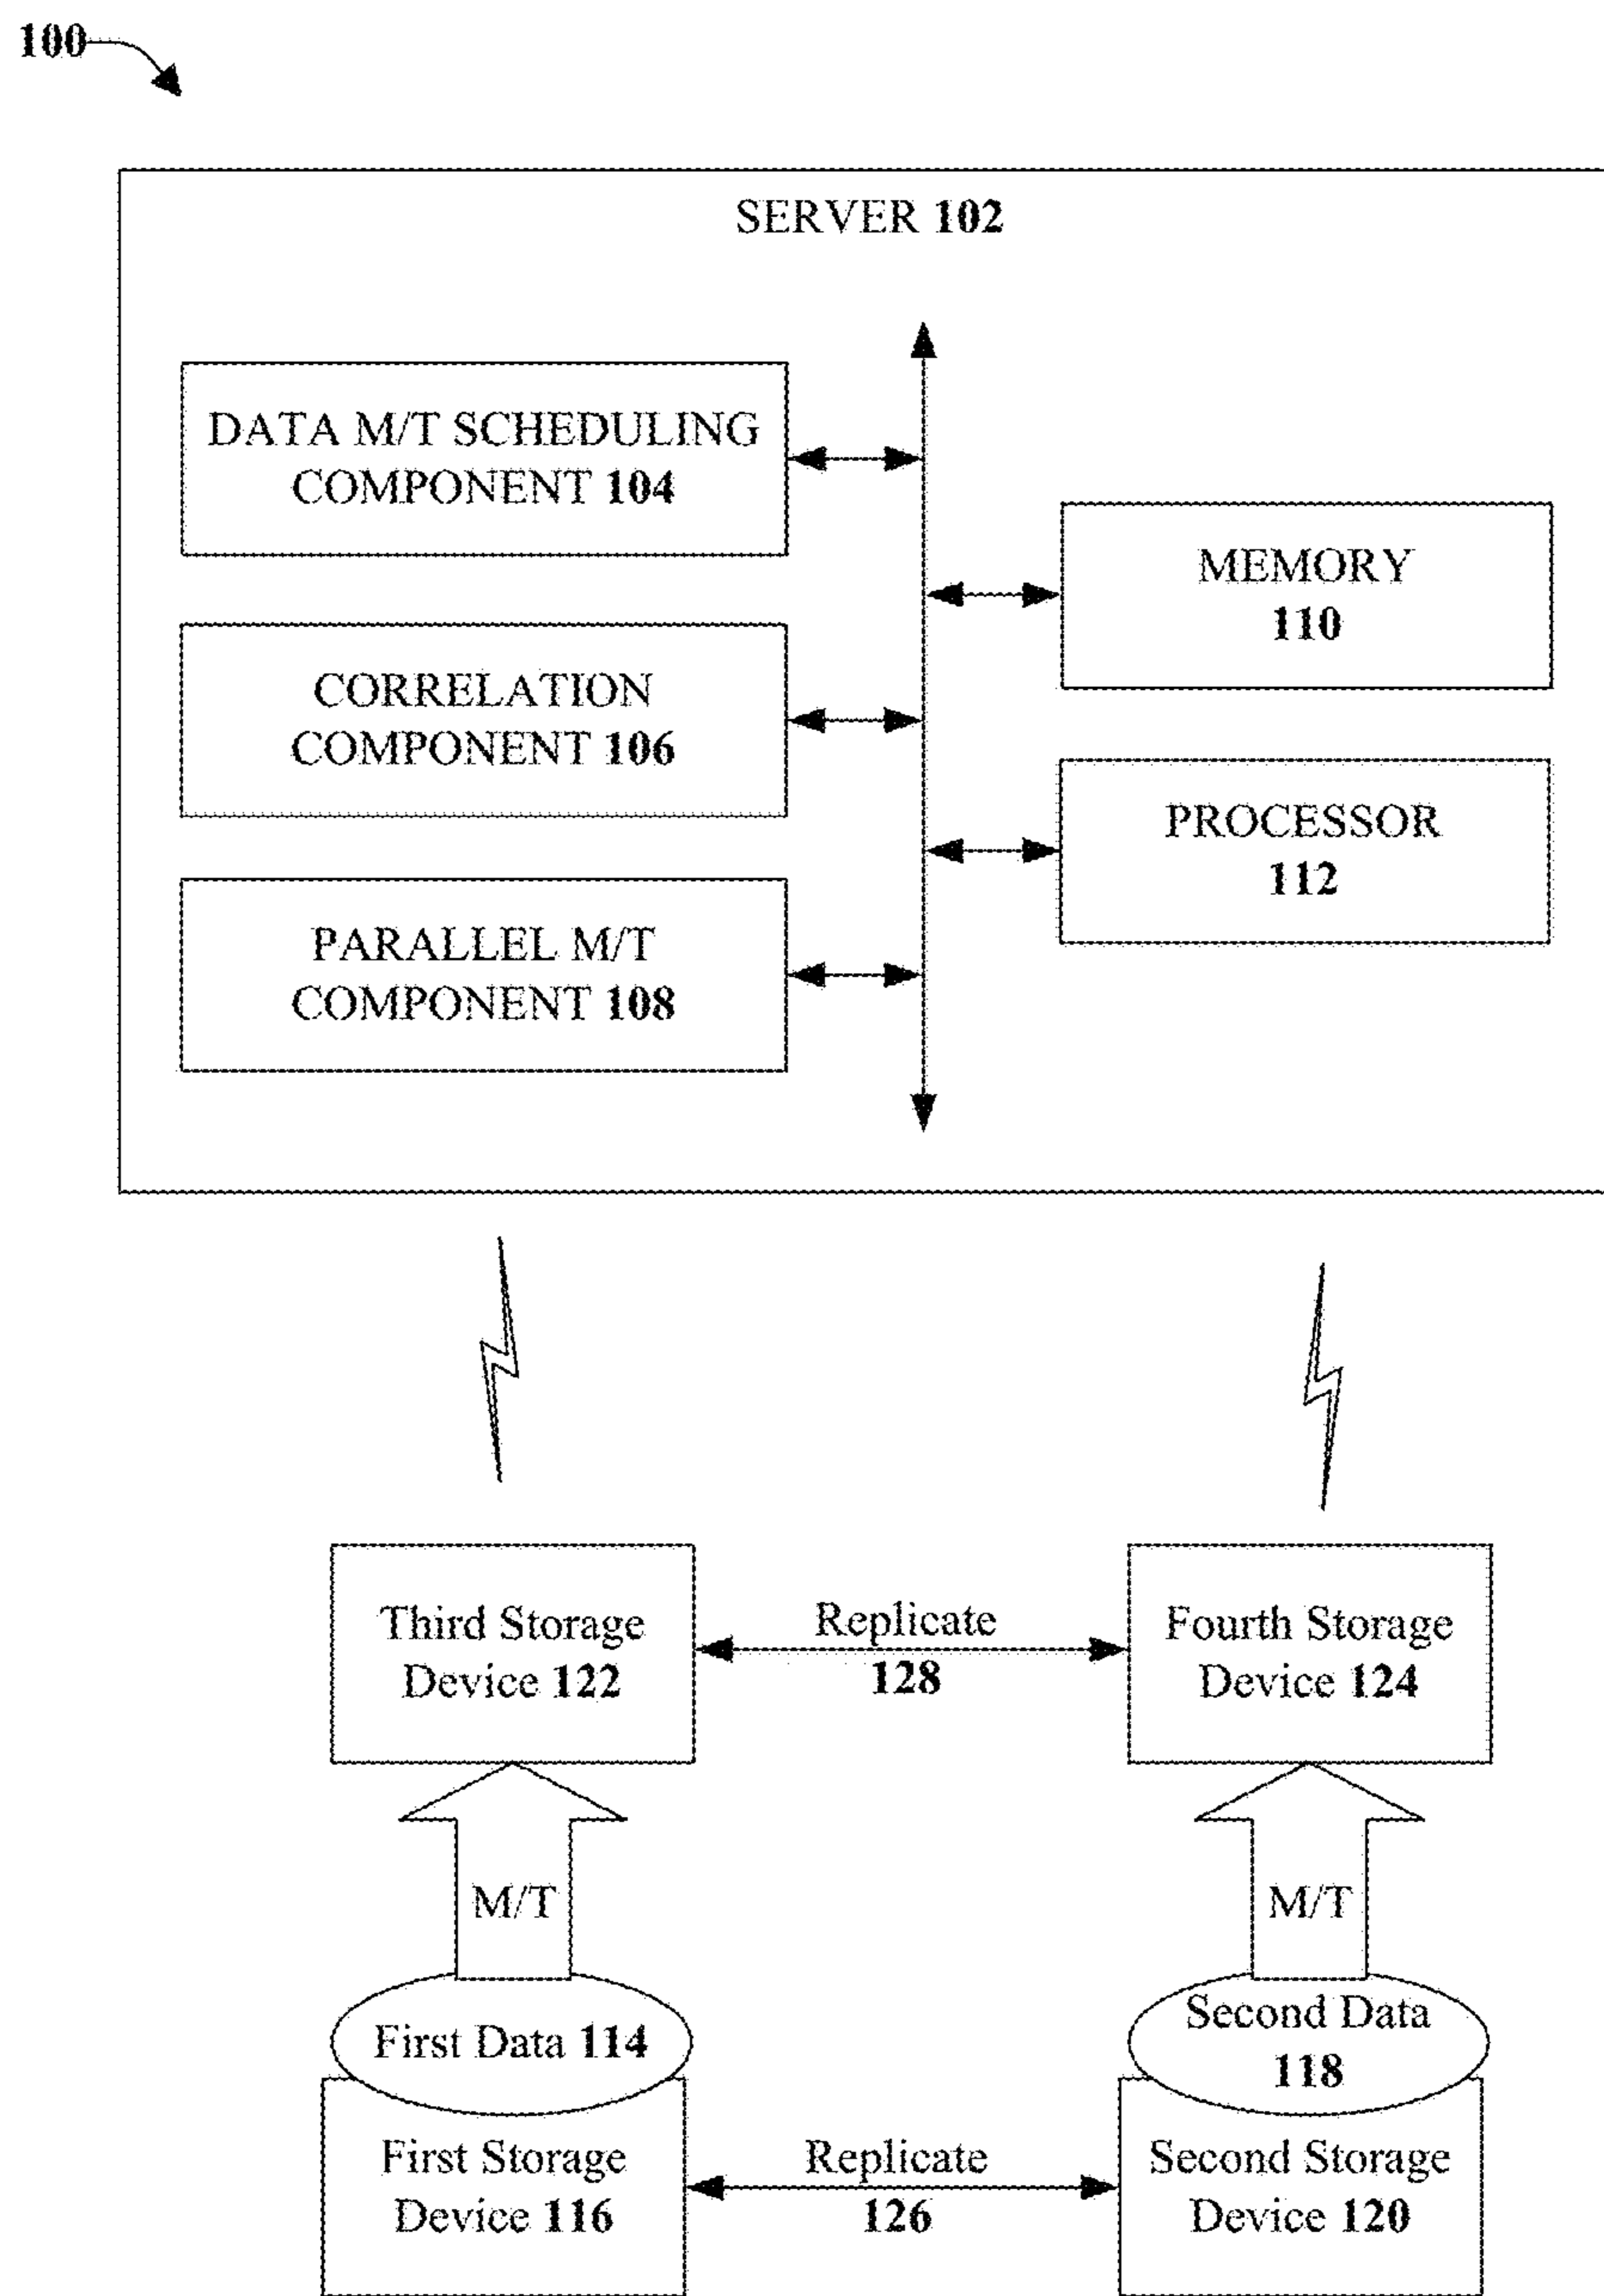 100
SERVER 102
DATA M/T SCHEDULING
COMPONENT 104
MEMORY
110
CORRELATION
COMPONENT 106
PROCESSOR
112
PARALLEL M/T
COMPONENT 108
Third Storage
Device 122
Replicate
128
Fourth Storage
Device 124
M/T
M/T
First Data 114
Second Data
118
First Storage
Device 116
Replicate
126
Second Storage
Device 120